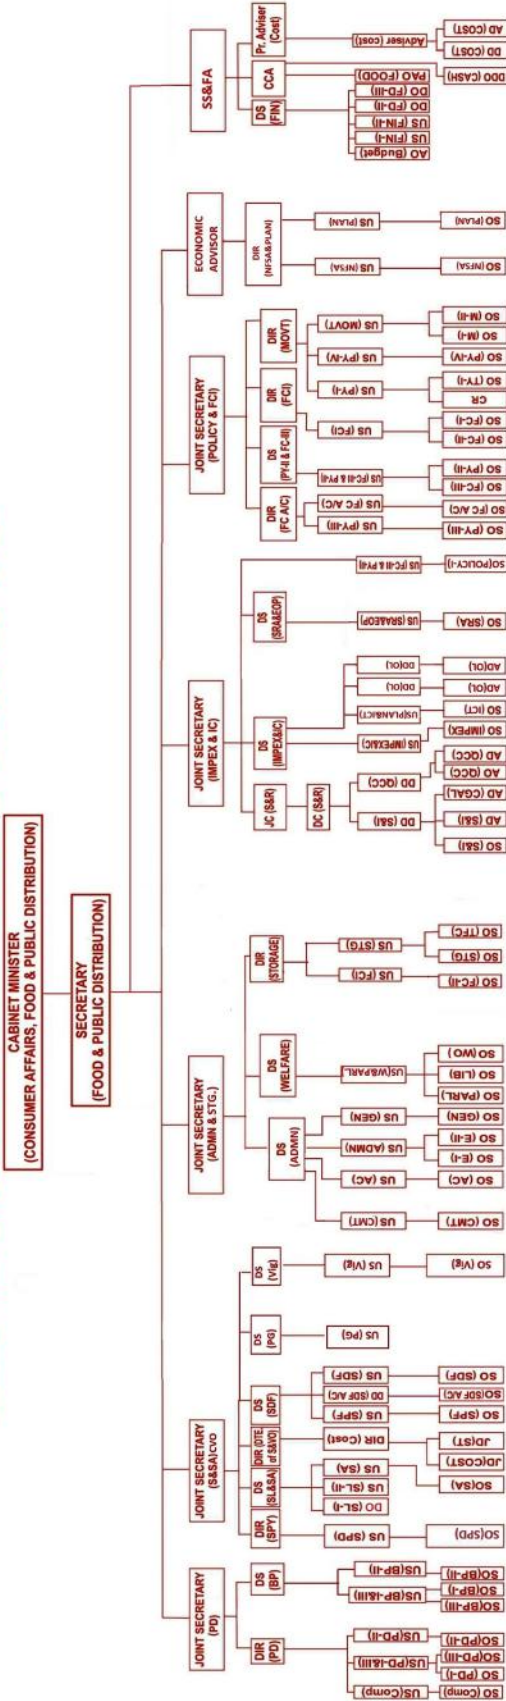 CABINET MINISTER
(CONSUMER AFFAIRS, FOOD & PUBLIC DISTRIBUTION)
SECRETARY
(FOOD & PUBLIC DISTRIBUTION)
JOINT SECRETARY
(PD)
DIR
(PD)
US(Comp)
SO (Comp)
US(PD-I&III)
SO (PD-I)
SO(PD-III)
US(PD-II)
SO(PD-II)
DS
(BP)
US(BP-I&III)
SO(BP-III)
SO(BP-I)
US(BP-II)
SO(BP-II)
JOINT SECRETARY
(S&SA)CVO
DIR
(SPY)
US (SPD)
SO(SPD)
DS
(SL&SA)
DO (SL-I)
US (SL-II)
US (SA)
SO(SA)
DIR (DTE.
of S&VO)
DIR (Cost)
JD(COST)
JD(ST)
DS
(SDF)
US (SPF)
SO (SPF)
DD (SDF A/C)
SO(SDF A/C)
US (SDF)
SO (SDF)
DS
(PG)
US (PG)
DS
(Vig)
US (Vig)
SO (Vig)
JOINT SECRETARY
(ADMN & STG.)
DS
(ADMN)
US (CMT)
SO (CMT)
US (AC)
SO (AC)
US (ADMN)
SO (E-I)
SO (E-II)
US (GEN)
SO (GEN)
DS
(WELFARE)
US(W&PARL.
SO (PARL)
SO (LIB)
SO (WO)
DIR
(STORAGE)
US (FCI)
SO (FC-II)
US (STG)
SO (STG)
SO (TFC)
JOINT SECRETARY
(IMPEX & IC)
JC (S&R)
DC (S&R)
DD (S&I)
SO (S&I)
AD (S&I)
AD (CGAL)
DD (QCC)
AO (QCC)
AD (QCC)
DS
(IMPEX&IC)
US (IMPEX&IC)
SO (IMPEX)
US(PLAN&ICT)
SO (ICT)
DD(OL)
AD(OL)
DD(OL)
AD(OL)
DS
(SRA&EOP)
US (SRA&EOP)
SO (SRA)
US (FC-III & PY-II)
SO(POLICY-I)
JOINT SECRETARY
(POLICY & FCI)
DIR
(FC A/C)
US (PY-III)
SO (PY-III)
US (FC A/C)
SO (FC A/C)
DS
(PY-II & FC-III)
US (FC-III & PY-II)
SO (FC-III)
SO (PY-II)
DIR
(FCI)
US (FCI)
SO (FC-II)
SO (FC-I)
DIR
(MOVT)
US (PY-I)
CR
SO (TY-I)
US (PY-IV)
SO (PY-IV)
US (MOVT)
SO (M-I)
SO (M-II)
ECONOMIC
ADVISOR
DIR
(NFSA&PLAN)
US (NFSA)
SO (NFSA)
US (PLAN)
SO (PLAN)
SS&FA
DS
(FIN)
AO (Budget)
US (FIN-I)
US (FIN-II)
DO (FD-II)
DO (FD-III)
CCA
PAO (FOOD)
DDO (CASH)
Pr. Adviser
(Cost)
Adviser (cost)
DD (COST)
AD (COST)